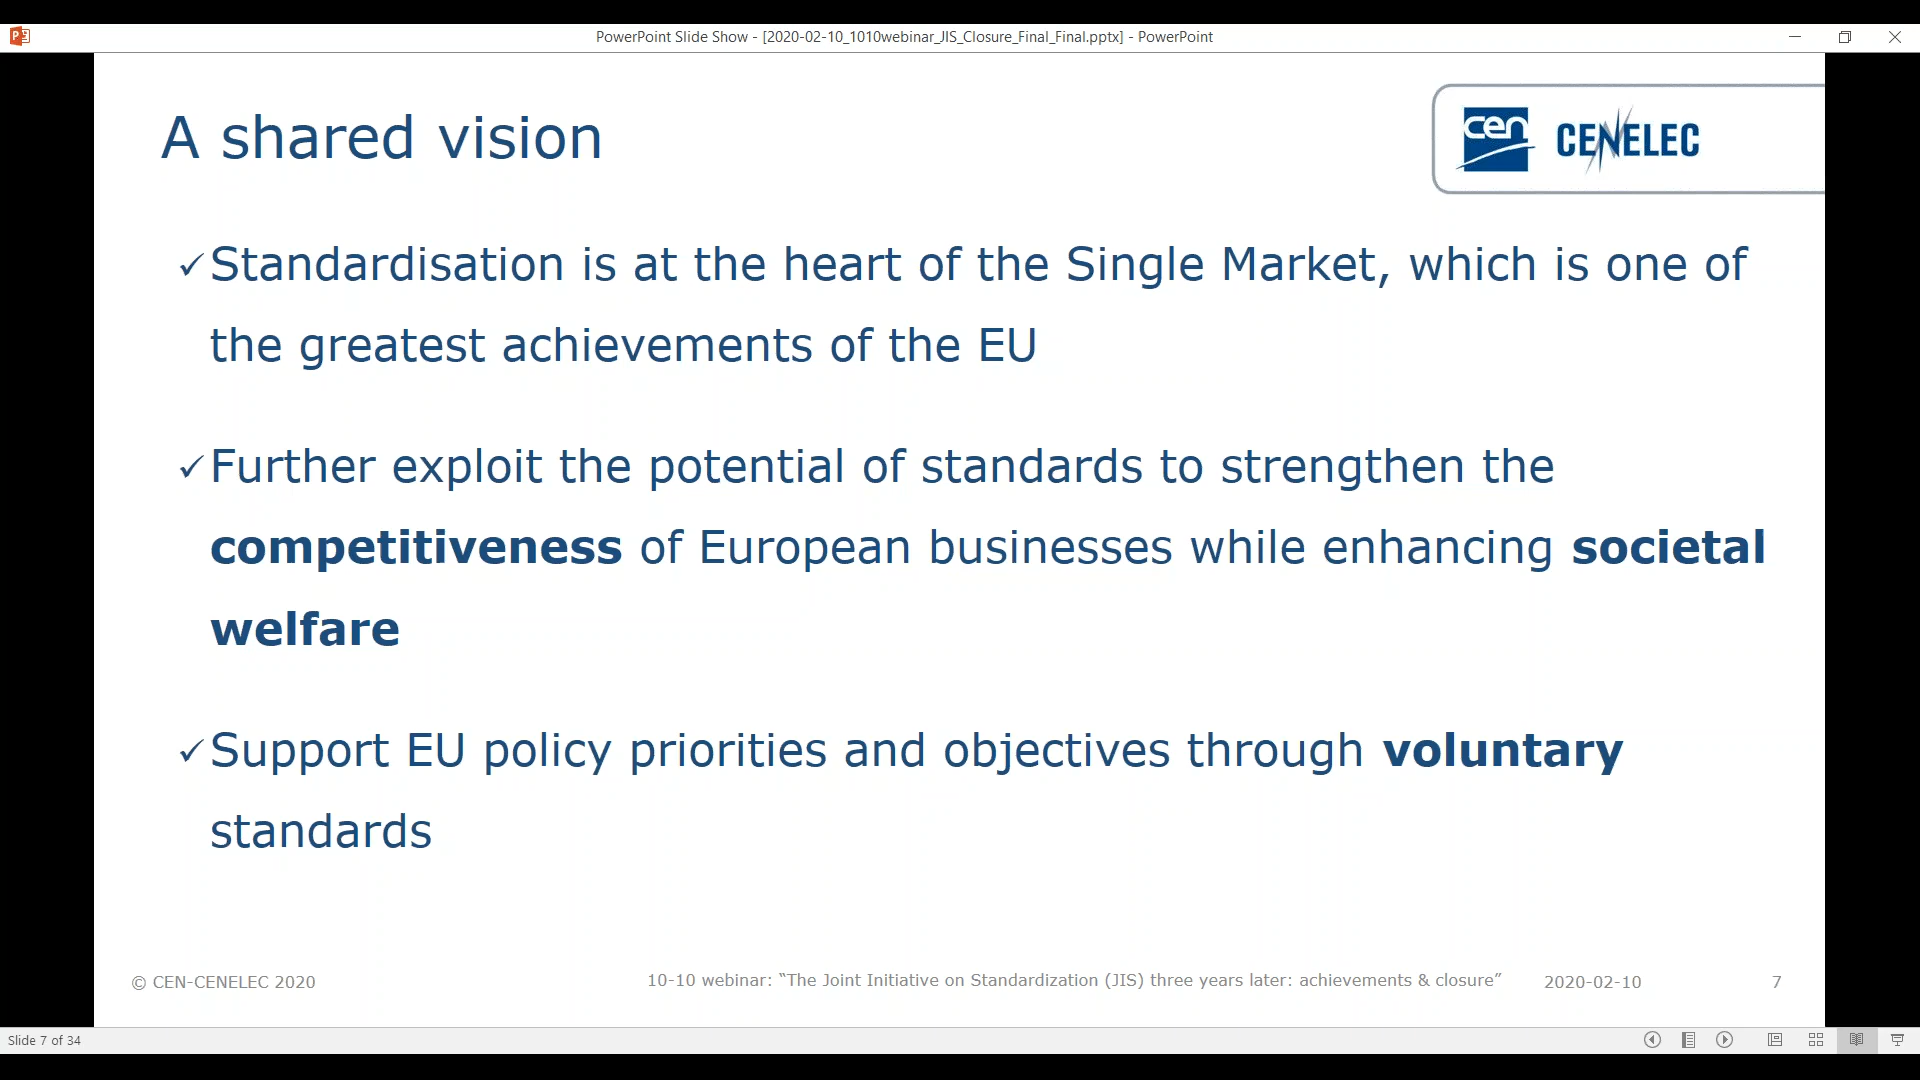 PowerPoint Slide Show - [2020-02-10_1010webinar_JIS_Closure_Final_Final.pptx] - PowerPoint
A shared vision
cen
CENELEC
✓Standardisation is at the heart of the Single Market, which is one of
the greatest achievements of the EU
✓Further exploit the potential of standards to strengthen the
competitiveness of European businesses while enhancing societal
welfare
✓Support EU policy priorities and objectives through voluntary
standards
© CEN-CENELEC 2020
10-10 webinar: “The Joint Initiative on Standardization (JIS) three years later: achievements & closure”
2020-02-10
7
Slide 7 of 34